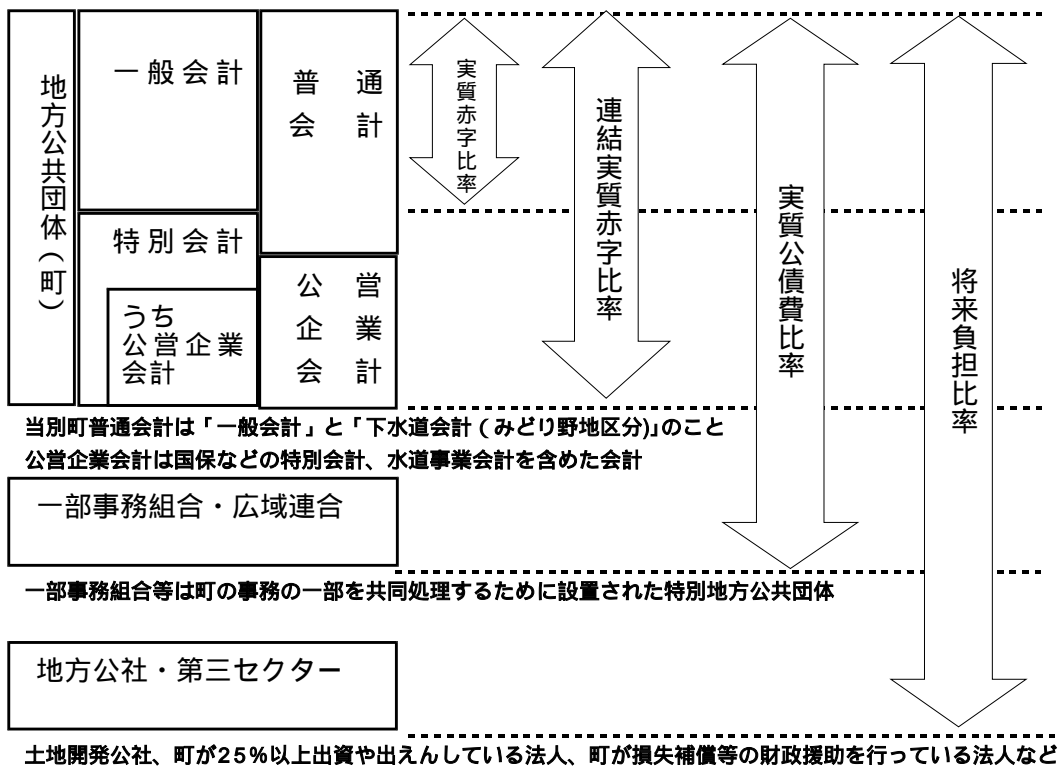 地方公共団体（町）
一般会計
普通
会計
特別会計
うち
公営企業
会計
公営
企業
会計
実質赤字比率
連結実質赤字比率
実質公債費比率
将来負担比率
当別町普通会計は「一般会計」と「下水道会計（みどり野地区分）」のこと
公営企業会計は国保などの特別会計、水道事業会計を含めた会計
一部事務組合・広域連合
一部事務組合等は町の事務の一部を共同処理するために設置された特別地方公共団体
地方公社・第三セクター
土地開発公社、町が25％以上出資や出えんしている法人、町が損失補償等の財政援助を行っている法人など